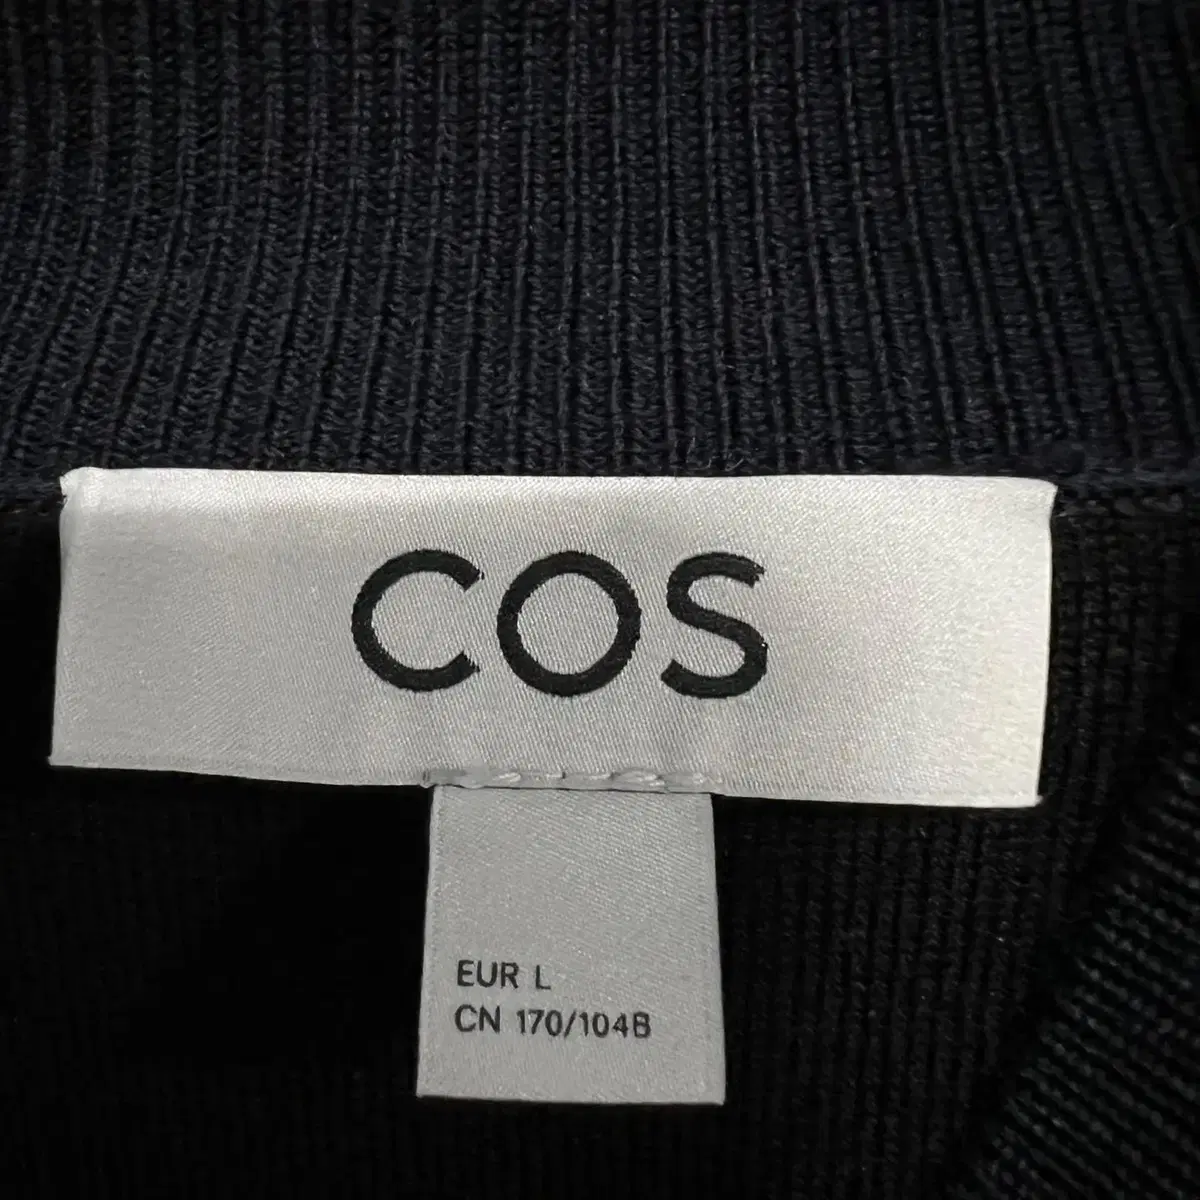 COS
EUR L
CN 170/104B